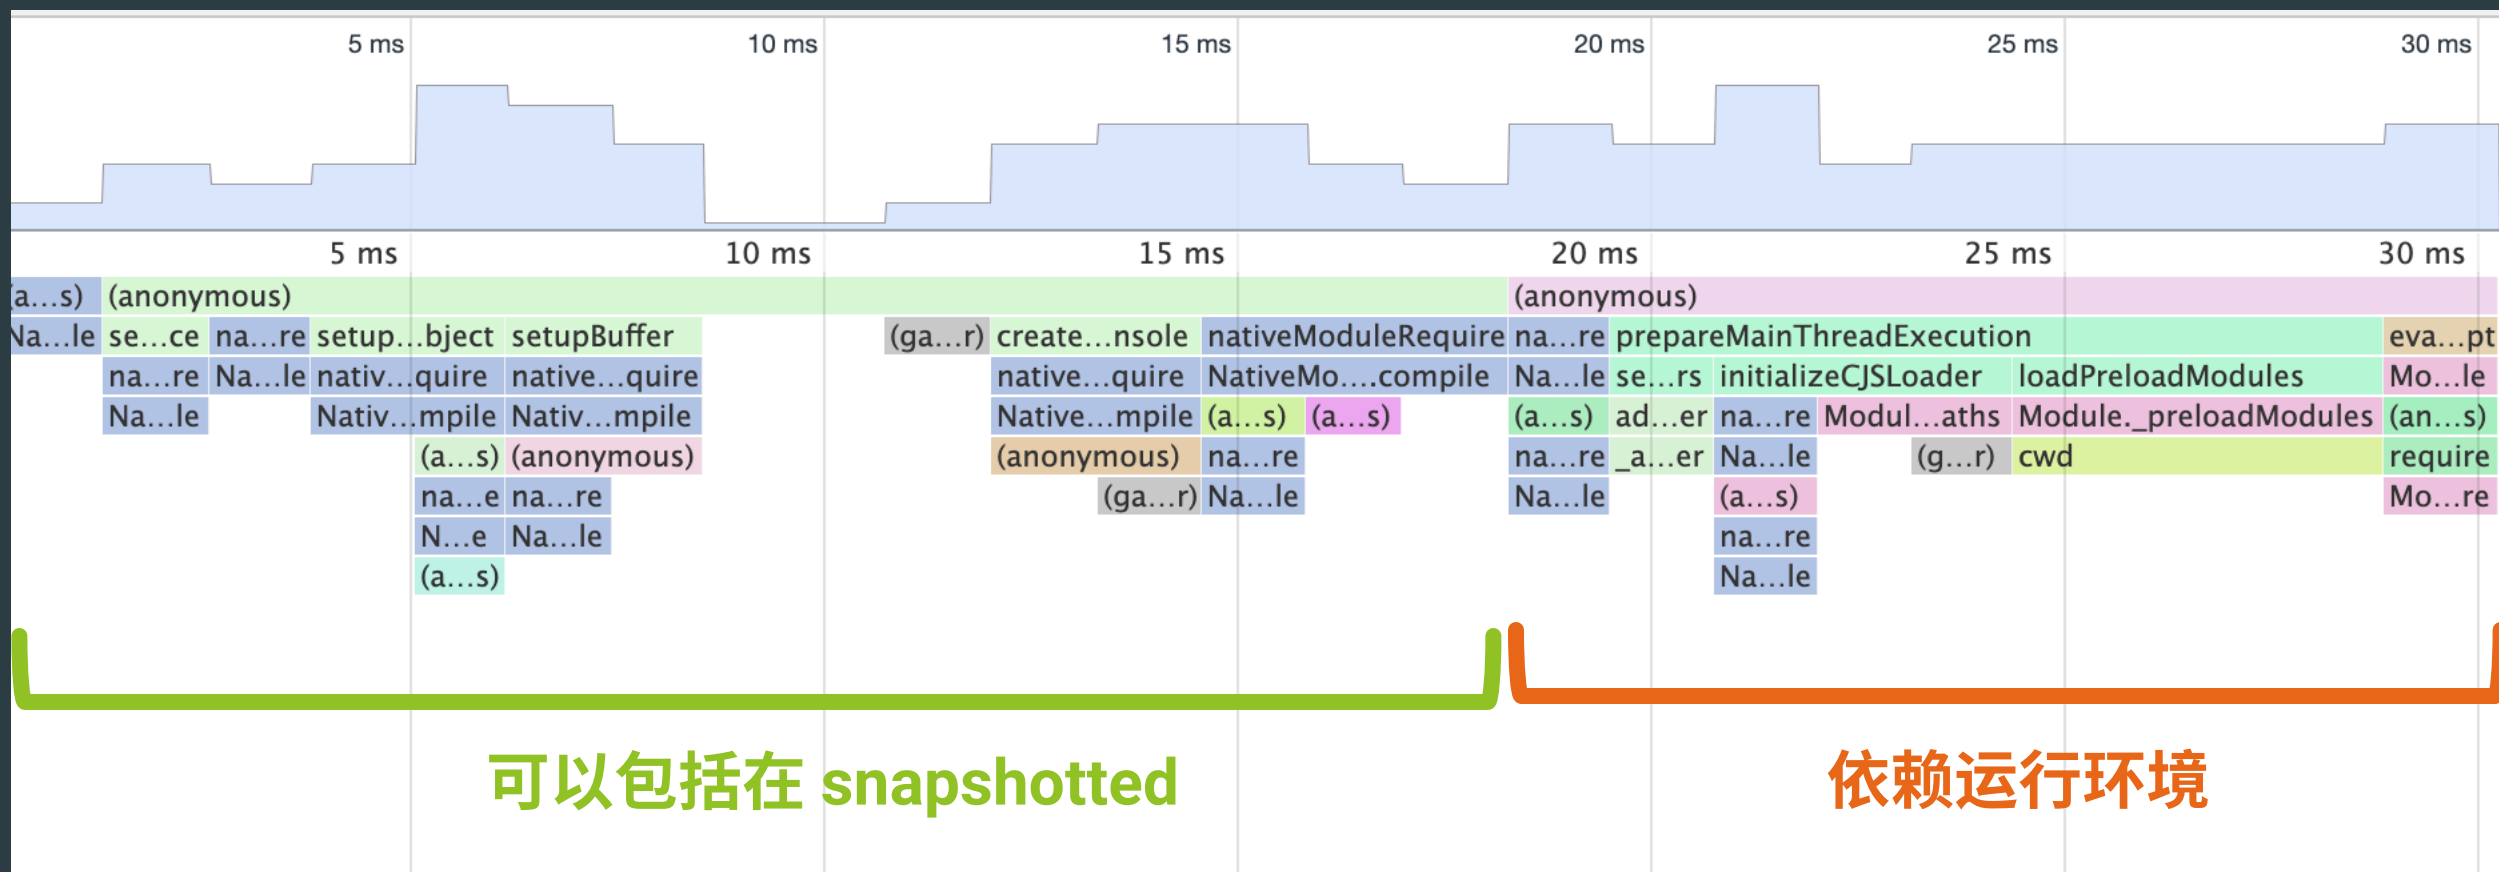 5 ms 10 ms 15 ms 20 ms 25 ms 30 ms
5 ms 10 ms 15 ms 20 ms 25 ms 30 ms
(a...s) (anonymous) (anonymous)
Na...le se...ce na...re setup...bject setupBuffer (ga...r) create...nsole nativeModuleRequire na...re prepareMainThreadExecution eva...pt
na...re Na...le nativ...quire native...quire native...quire NativeMo....compile Na...le se...rs initializeCJSLoader loadPreloadModules Mo...le
Na...le Nativ...mpile Nativ...mpile Native...mpile (a...s) (a...s) (a...s) ad...er na...re Modul...aths Module._preloadModules (an...s)
(a...s) (anonymous) (anonymous) na...re na...re _a...er Na...le (g...r) cwd require
na...e na...re (ga...r) Na...le Na...le (a...s) Mo...re
N...e Na...le na...re
(a...s) Na...le
可以包括在 snapshotted 依赖运行环境